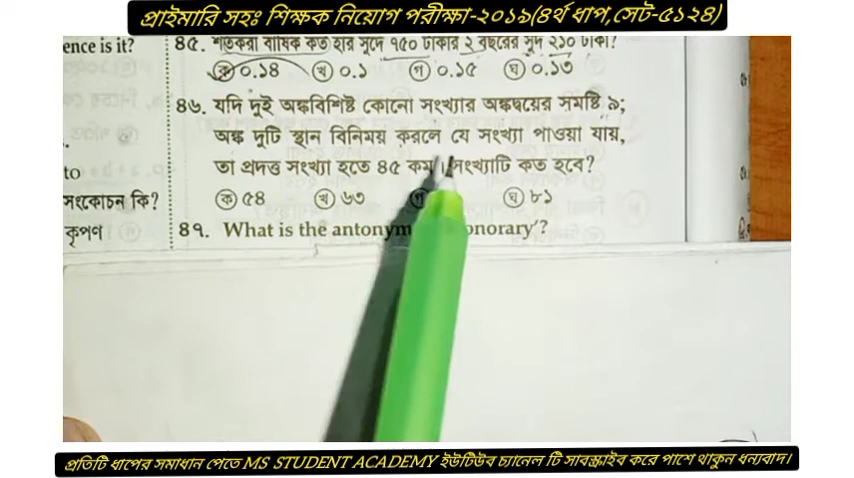 প্রাইমারি সহঃ শিক্ষক নিয়োগ পরীক্ষা-২০১৯(৪র্থ ধাপ,সেট-৫১২৪)
ence is it?
৪৫. শতকরা বার্ষিক কত হার সুদে ৭৫০ টাকার ২ বছরের সুদ ২১০ টাকা?
ক ০.১৪ খ ০.১ গ ০.১৫ ঘ ০.১৩
৪৬. যদি দুই অঙ্কবিশিষ্ট কোনো সংখ্যার অঙ্কদ্বয়ের সমষ্টি ৯;
অঙ্ক দুটি স্থান বিনিময় করলে যে সংখ্যা পাওয়া যায়,
to
তা প্রদত্ত সংখ্যা হতে ৪৫ কম। সংখ্যাটি কত হবে?
সংকোচন কি?
ক ৫৪ খ ৬৩ গ ঘ ৮১
কৃপণ
৪৭. What is the antonym onorary'?
প্রতিটি ধাপের সমাধান পেতে MS STUDENT ACADEMY ইউটিউব চ্যানেল টি সাবস্ক্রাইব করে পাশে থাকুন ধন্যবাদ।